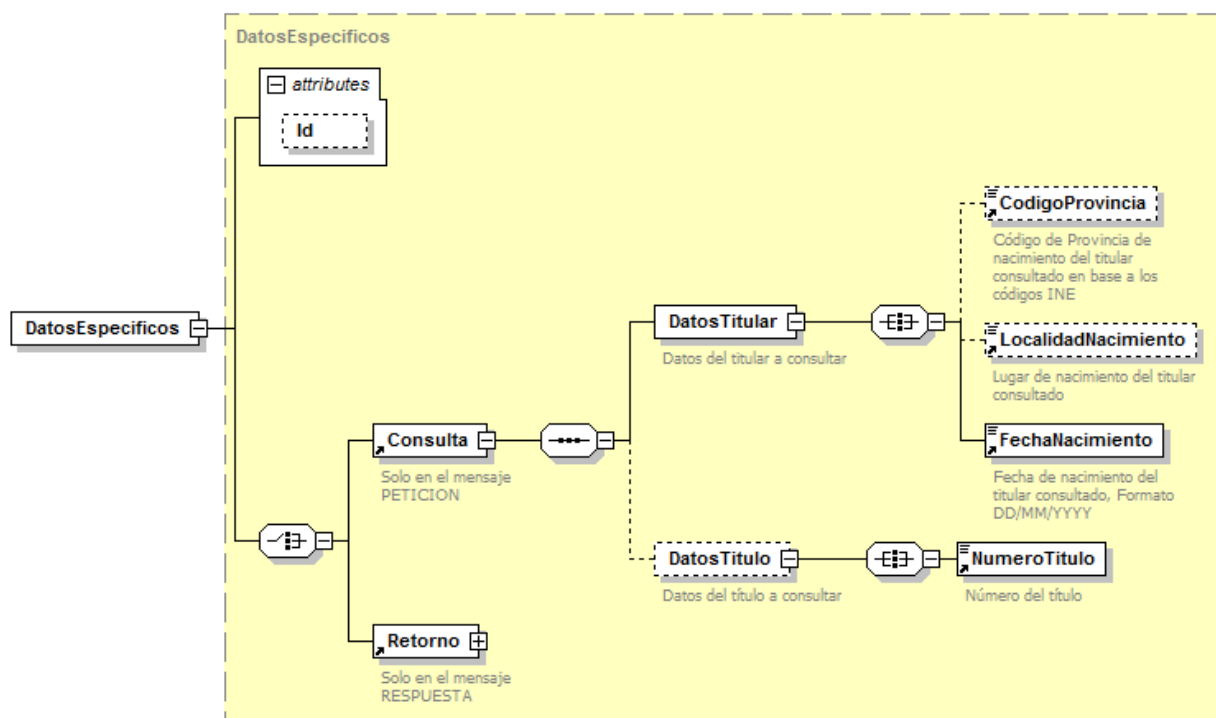 DatosEspecificos
attributes
Id
CodigoProvincia
Código de Provincia de
nacimiento del titular
consultado en base a los
códigos INE
DatosEspecificos
DatosTitular
Datos del titular a consultar
LocalidadNacimiento
Lugar de nacimiento del titular
consultado
Consulta
Solo en el mensaje
PETICION
FechaNacimiento
Fecha de nacimiento del
titular consultado, Formato
DD/MM/YYYY
DatosTitulo
Datos del título a consultar
NumeroTitulo
Número del título
Retorno
Solo en el mensaje
RESPUESTA